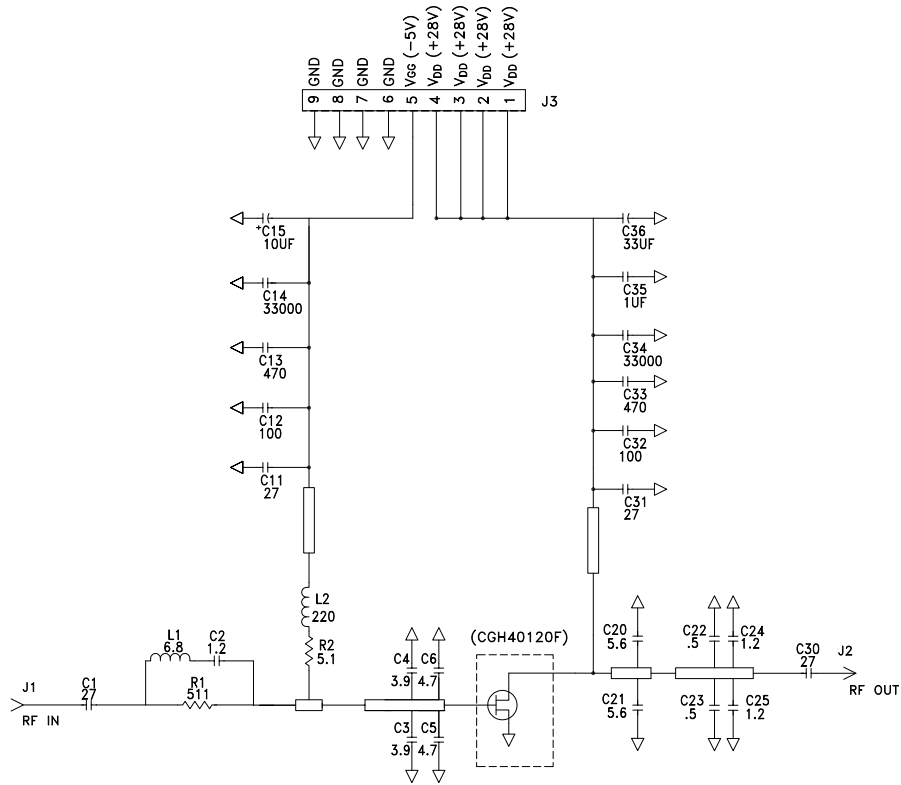 9 GND
8 GND
7 GND
6 GND
5 VGG (-5V)
4 VDD (+28V)
3 VDD (+28V)
2 VDD (+28V)
1 VDD (+28V)
J3
+C15
10UF
C36
33UF
C14
33000
C35
1UF
C13
470
C34
33000
C33
470
C12
100
C32
100
C11
27
C31
27
L2
220
R2
5.1
(CGH40120F)
L1
6.8
C2
1.2
J1
RF IN
C1
27
R1
511
C4
3.9
C6
4.7
C3
3.9
C5
4.7
C20
5.6
C22
.5
C24
1.2
C21
5.6
C23
.5
C25
1.2
C30
27
J2
RF OUT